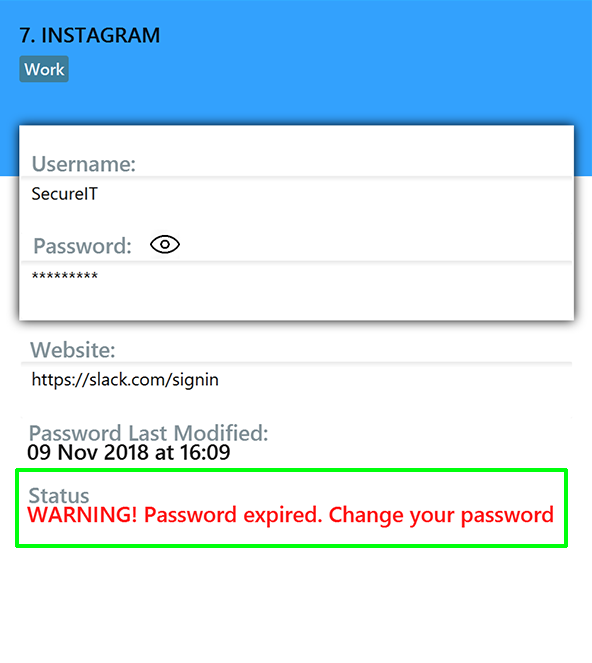 7. INSTAGRAM
Work
Username:
SecureIT
Password:
*********
Website:
https://slack.com/signin
Password Last Modified:
09 Nov 2018 at 16:09
Status
WARNING! Password expired. Change your password